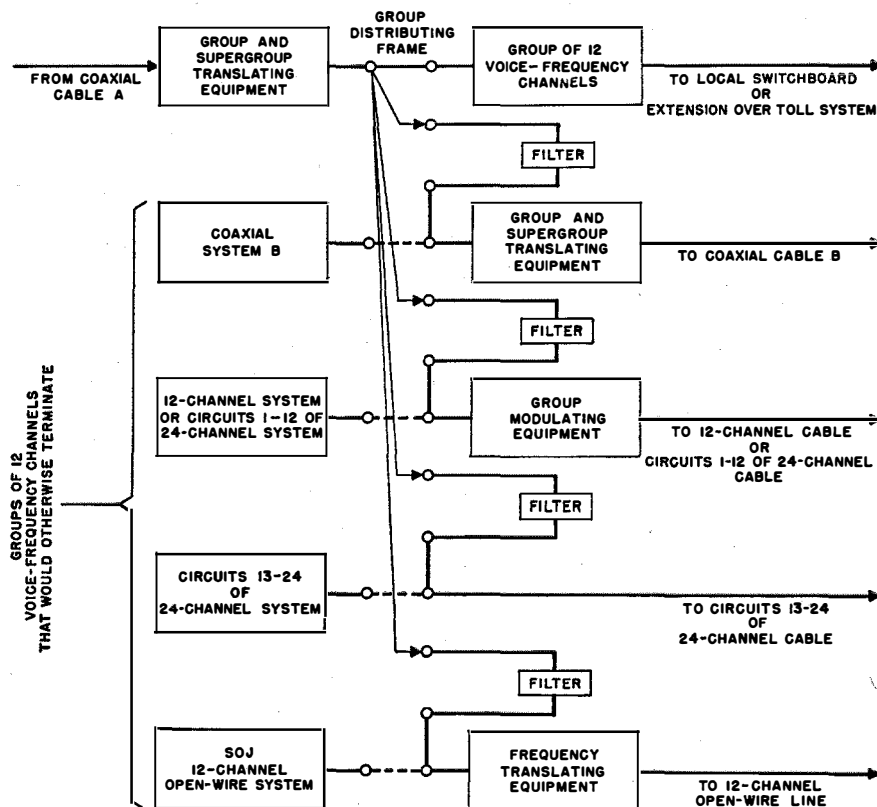 GROUP
DISTRIBUTING
FRAME
GROUP AND
SUPERGROUP
TRANSLATING
EQUIPMENT
GROUP OF 12
VOICE-FREQUENCY
CHANNELS
FROM COAXIAL
CABLE A
TO LOCAL SWITCHBOARD
OR
EXTENSION OVER TOLL SYSTEM
FILTER
COAXIAL
SYSTEM B
GROUP AND
SUPERGROUP
TRANSLATING
EQUIPMENT
TO COAXIAL CABLE B
FILTER
12-CHANNEL SYSTEM
OR CIRCUITS 1-12 OF
24-CHANNEL SYSTEM
GROUP
MODULATING
EQUIPMENT
TO 12-CHANNEL CABLE
OR
CIRCUITS 1-12 OF 24-CHANNEL
CABLE
GROUPS OF 12
VOICE-FREQUENCY CHANNELS
THAT WOULD OTHERWISE TERMINATE
FILTER
CIRCUITS 13-24
OF
24-CHANNEL SYSTEM
TO CIRCUITS 13-24
OF
24-CHANNEL CABLE
FILTER
SOJ
12-CHANNEL
OPEN-WIRE SYSTEM
FREQUENCY
TRANSLATING
EQUIPMENT
TO 12-CHANNEL
OPEN-WIRE LINE